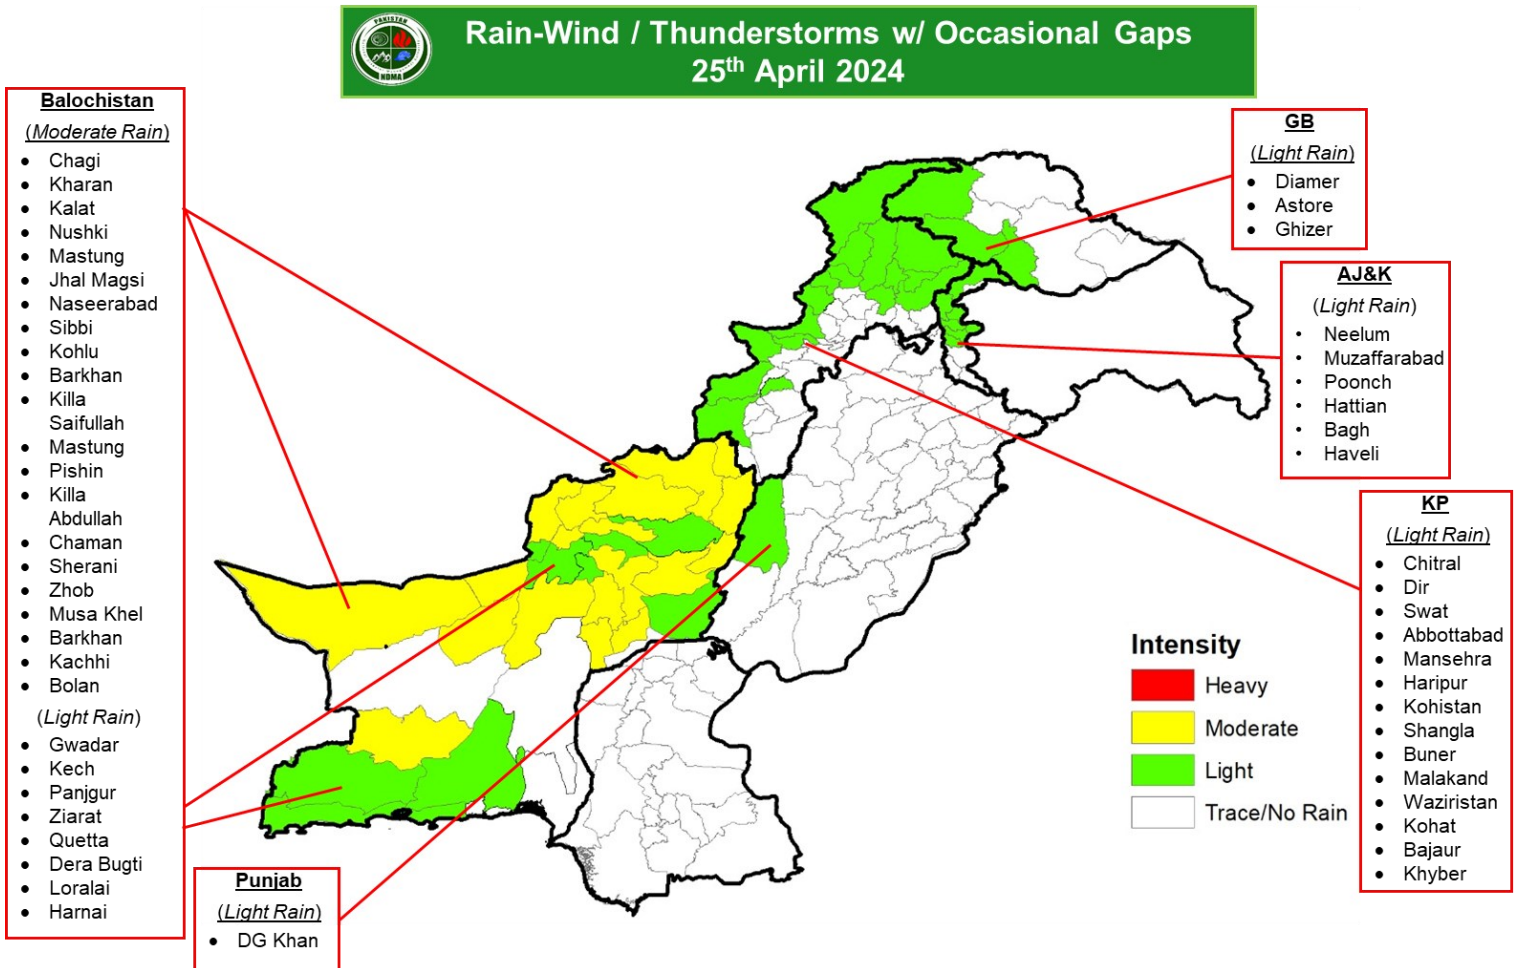 PAKISTAN
NDMA
Rain-Wind / Thunderstorms w/ Occasional Gaps
25th April 2024
Balochistan
(Moderate Rain)
• Chagi
• Kharan
• Kalat
• Nushki
• Mastung
• Jhal Magsi
• Naseerabad
• Sibbi
• Kohlu
• Barkhan
• Killa
Saifullah
• Mastung
• Pishin
• Killa
Abdullah
• Chaman
• Sherani
• Zhob
• Musa Khel
• Barkhan
• Kachhi
• Bolan
(Light Rain)
• Gwadar
• Kech
• Panjgur
• Ziarat
• Quetta
• Dera Bugti
• Loralai
• Harnai
Punjab
(Light Rain)
• DG Khan
GB
(Light Rain)
• Diamer
• Astore
• Ghizer
AJ&K
(Light Rain)
• Neelum
• Muzaffarabad
• Poonch
• Hattian
• Bagh
• Haveli
KP
(Light Rain)
• Chitral
• Dir
• Swat
• Abbottabad
• Mansehra
• Haripur
• Kohistan
• Shangla
• Buner
• Malakand
• Waziristan
• Kohat
• Bajaur
• Khyber
Intensity
Heavy
Moderate
Light
Trace/No Rain